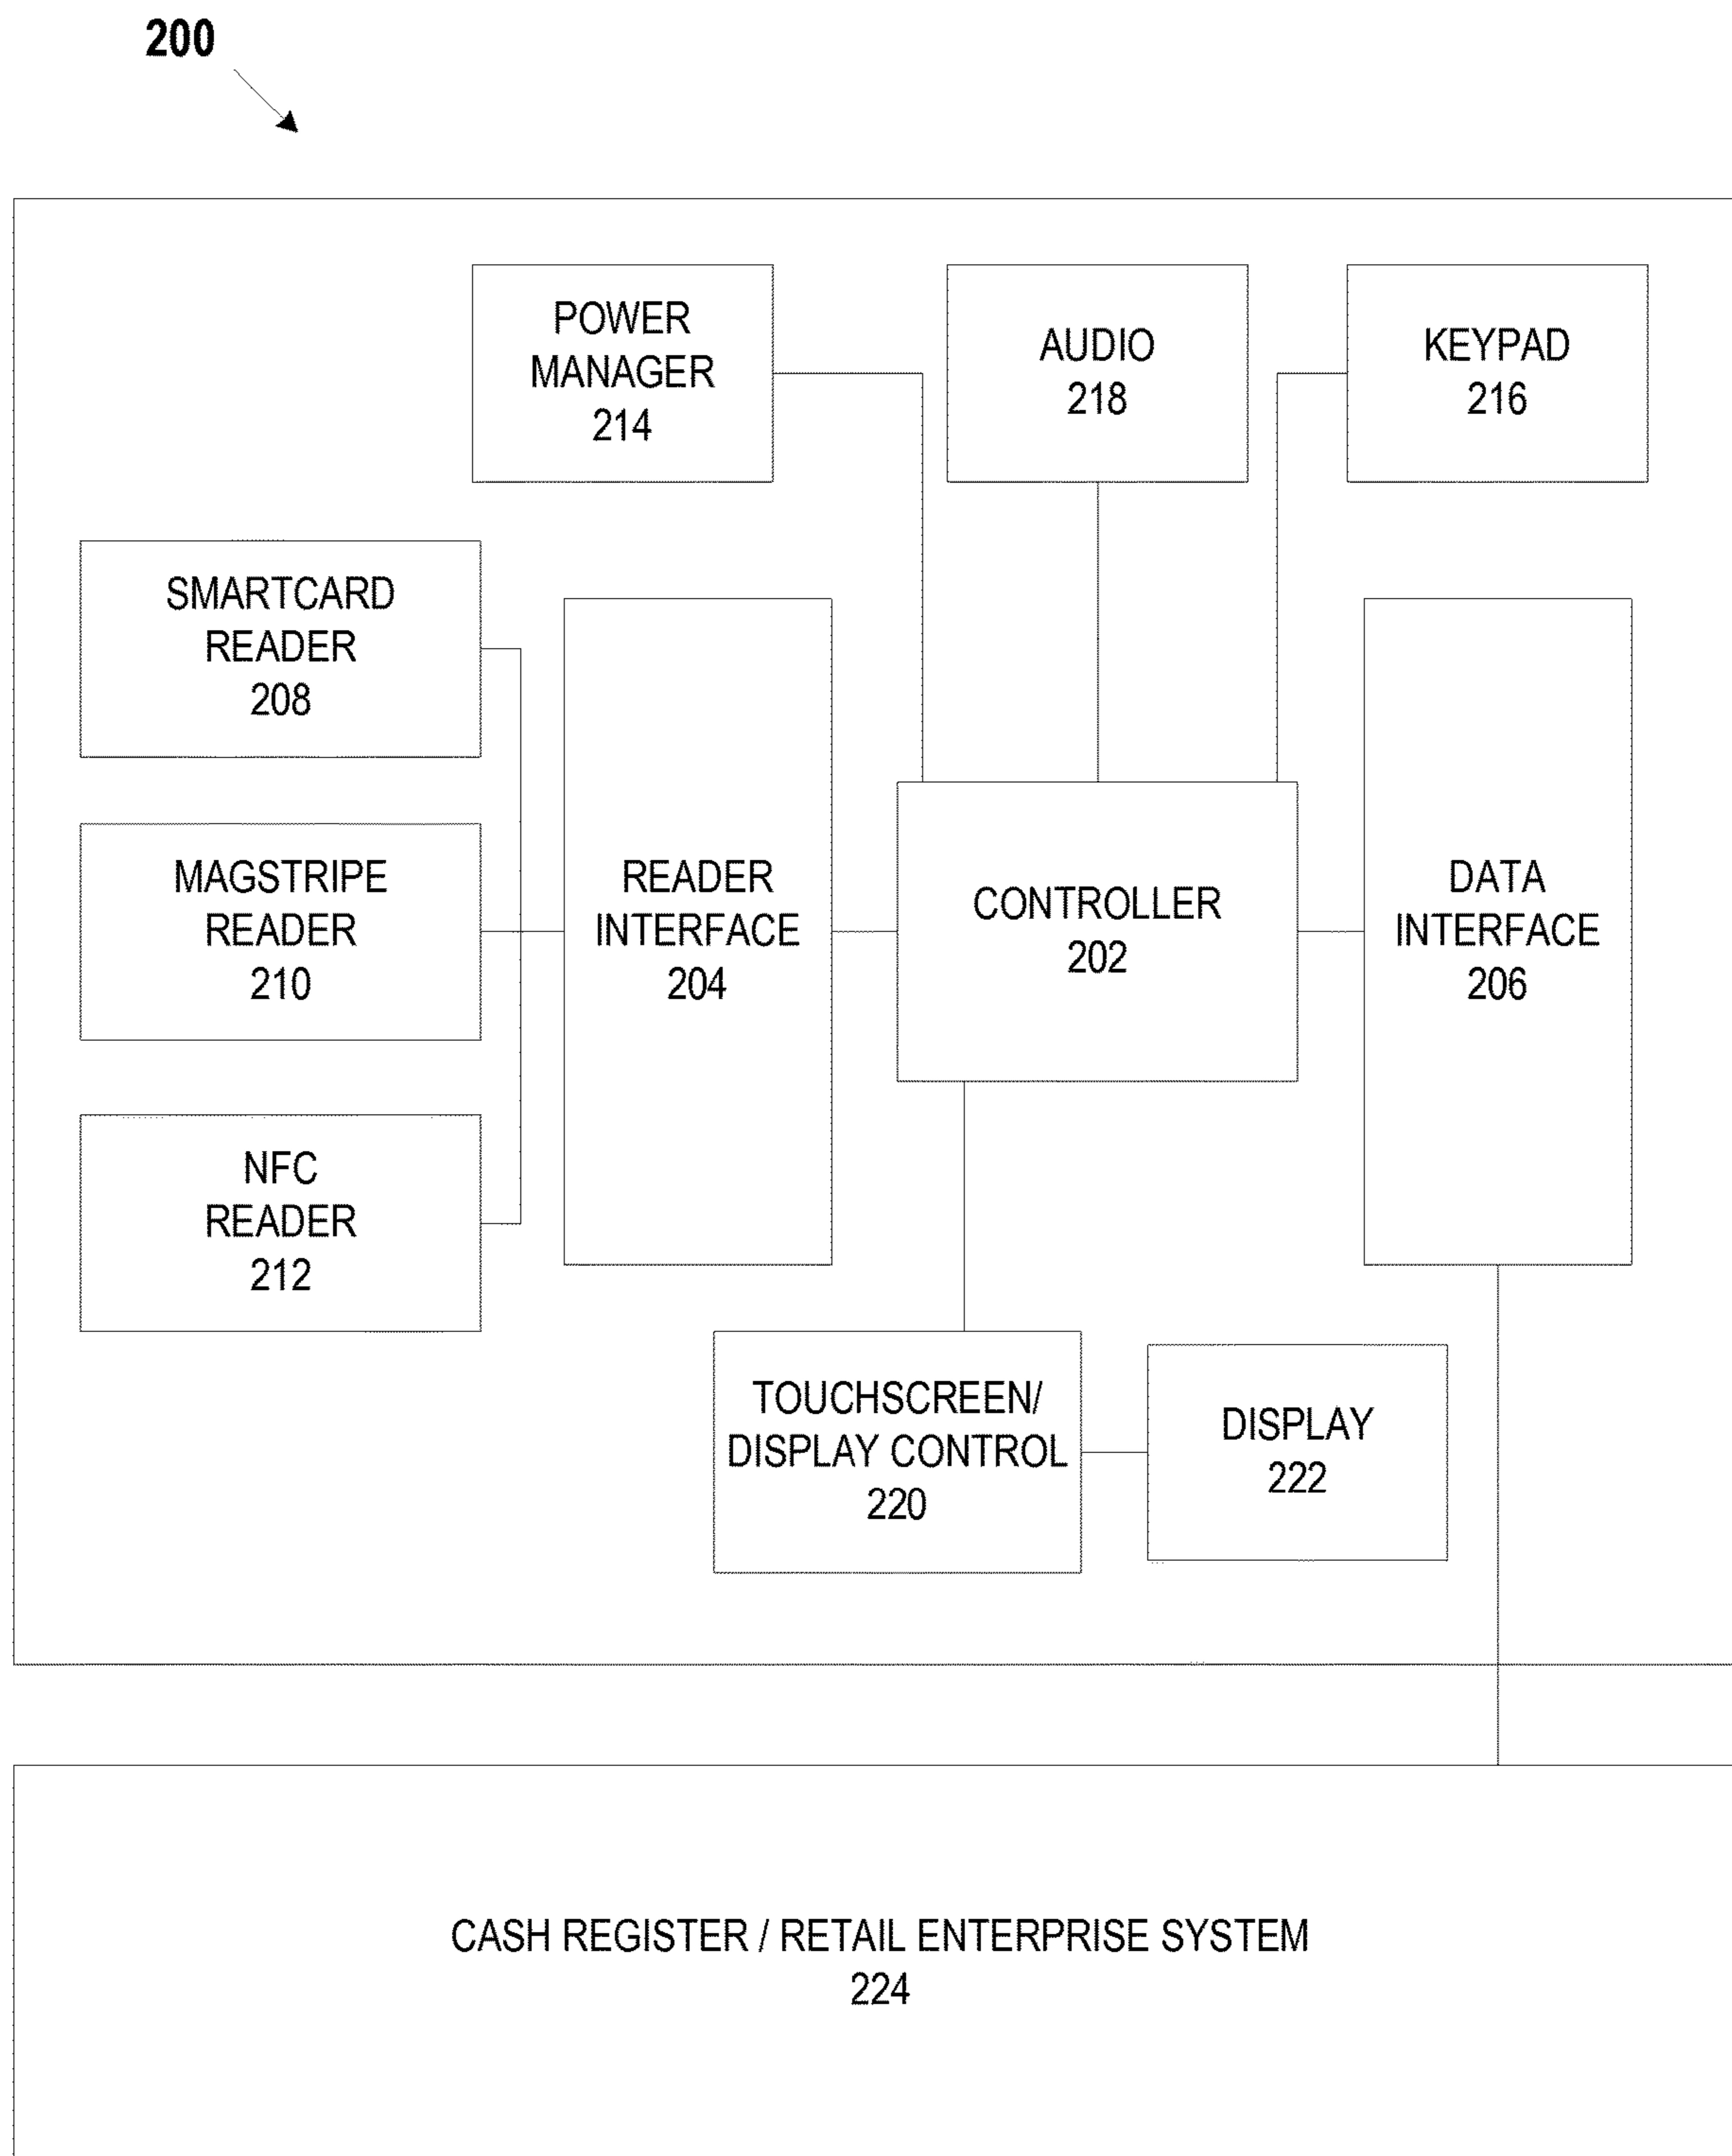 200
POWER
MANAGER
214
AUDIO
218
KEYPAD
216
SMARTCARD
READER
208
MAGSTRIPE
READER
210
NFC
READER
212
READER
INTERFACE
204
CONTROLLER
202
DATA
INTERFACE
206
TOUCHSCREEN/
DISPLAY CONTROL
220
DISPLAY
222
CASH REGISTER / RETAIL ENTERPRISE SYSTEM
224